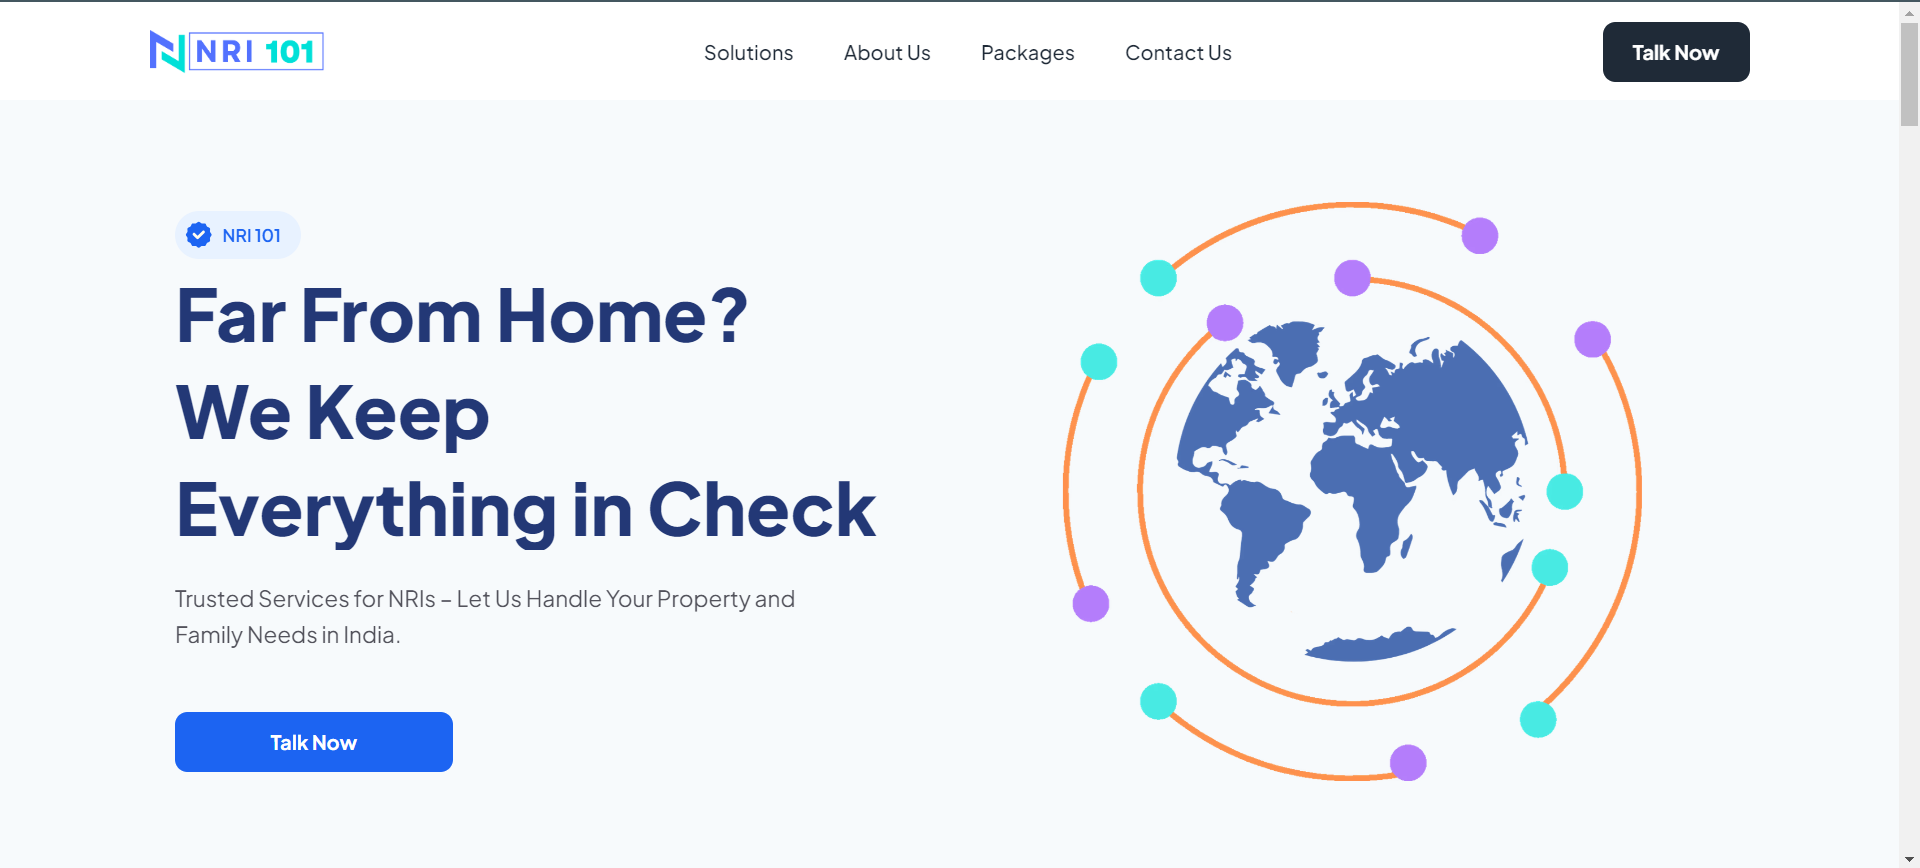 NRI 101
Solutions
About Us
Packages
Contact Us
Talk Now
NRI 101
Far From Home?
We Keep
Everything in Check
Trusted Services for NRIs – Let Us Handle Your Property and
Family Needs in India.
Talk Now